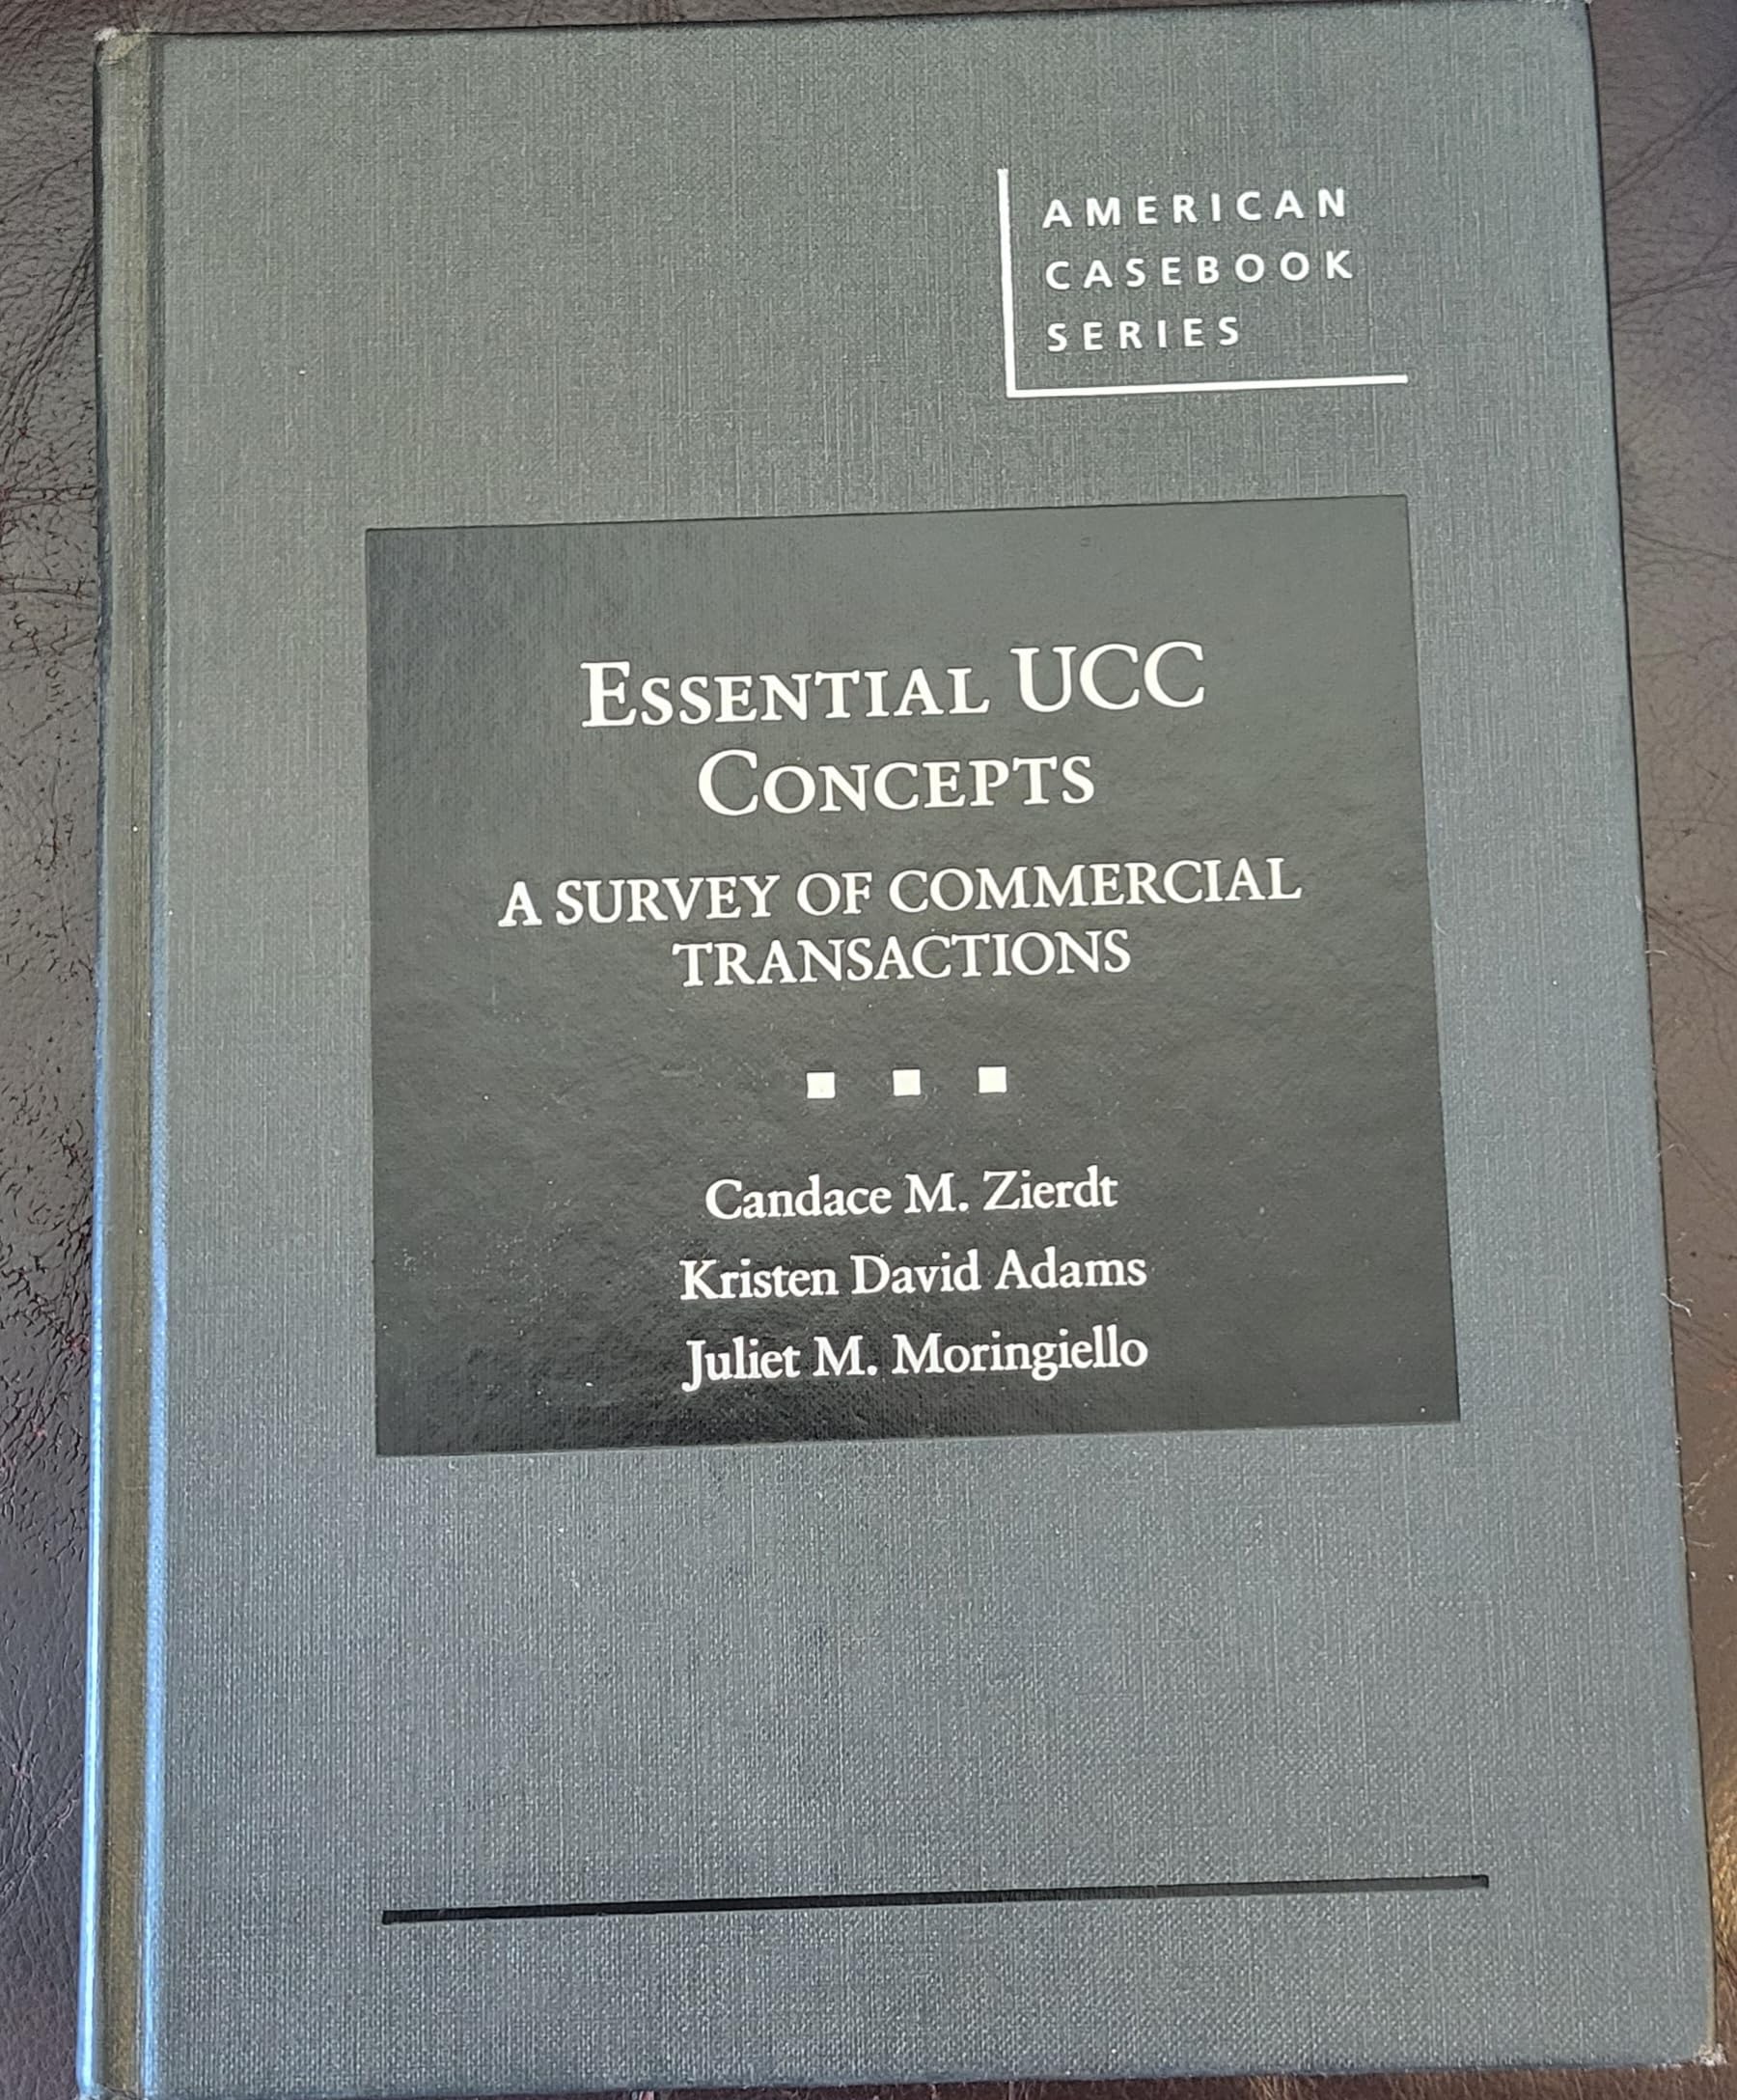 AMERICAN
CASEBOOK
SERIES
ESSENTIAL UCC
CONCEPTS
A SURVEY OF COMMERCIAL
TRANSACTIONS
Candace M. Zierdt
Kristen David Adams
Juliet M. Moringiello